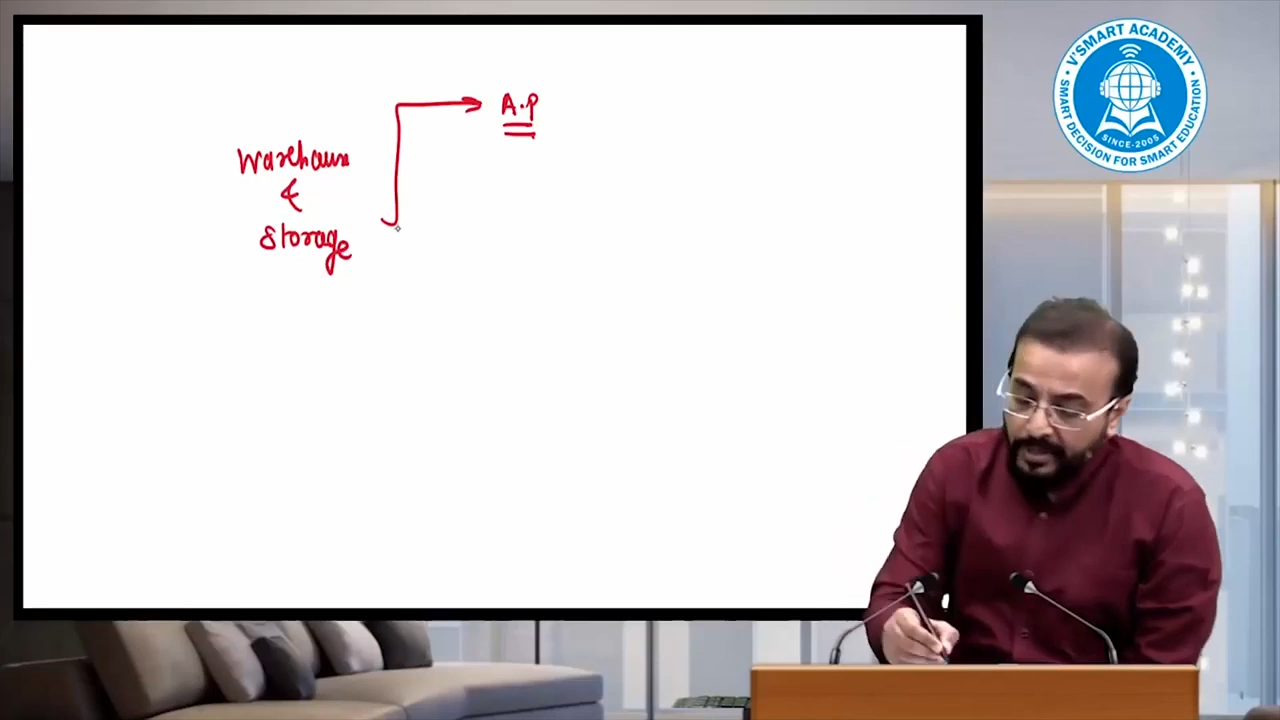 A.P
Warehouse
&
Storage
V'SMART ACADEMY
SINCE-2005
SMART DECISION FOR SMART EDUCATION